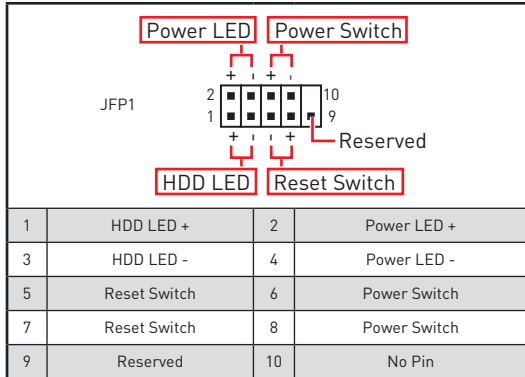 Power LED Power Switch
+ - + -
JFP1
2 10
1 9
+ - - +
Reserved
HDD LED Reset Switch
1 HDD LED + 2 Power LED +
3 HDD LED - 4 Power LED -
5 Reset Switch 6 Power Switch
7 Reset Switch 8 Power Switch
9 Reserved 10 No Pin